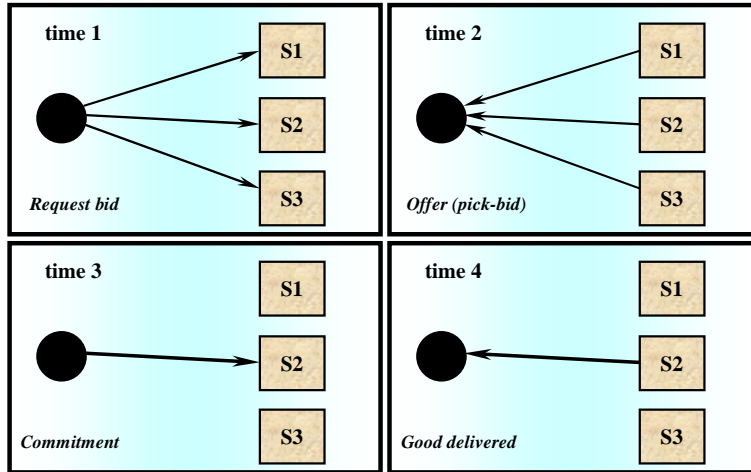 time 1
S1
S2
S3
Request bid
time 2
S1
S2
S3
Offer (pick-bid)
time 3
S1
S2
S3
Commitment
time 4
S1
S2
S3
Good delivered